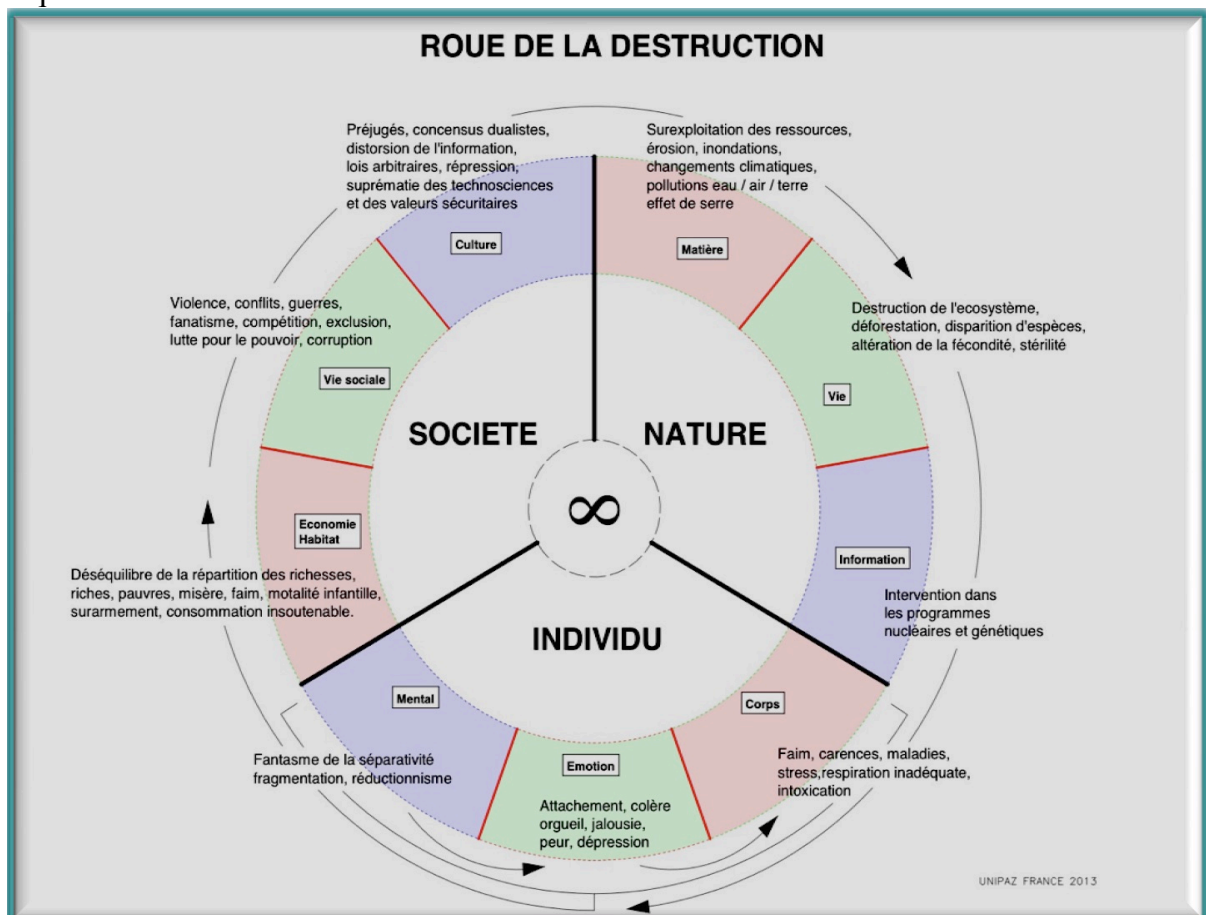 ROUE DE LA DESTRUCTION
Préjugés, concensus dualistes,
distorsion de l'information,
lois arbitraires, répression,
suprématie des technosciences
et des valeurs sécuritaires
Culture
Surexploitation des ressources,
érosion, inondations,
changements climatiques,
pollutions eau / air / terre
effet de serre
Matière
Violence, conflits, guerres,
fanatisme, compétition, exclusion,
lutte pour le pouvoir, corruption
Vie sociale
Destruction de l'ecosystème,
déforestation, disparition d'espèces,
altération de la fécondité, stérilité
Vie
SOCIETE
NATURE
∞
Economie
Habitat
Déséquilibre de la répartition des richesses,
riches, pauvres, misère, faim, motalité infantille,
surarmement, consommation insoutenable.
Information
Intervention dans
les programmes
nucléaires et génétiques
INDIVIDU
Mental
Fantasme de la séparativité
fragmentation, réductionnisme
Emotion
Attachement, colère
orgueil, jalousie,
peur, dépression
Corps
Faim, carences, maladies,
stress,respiration inadéquate,
intoxication
UNIPAZ FRANCE 2013